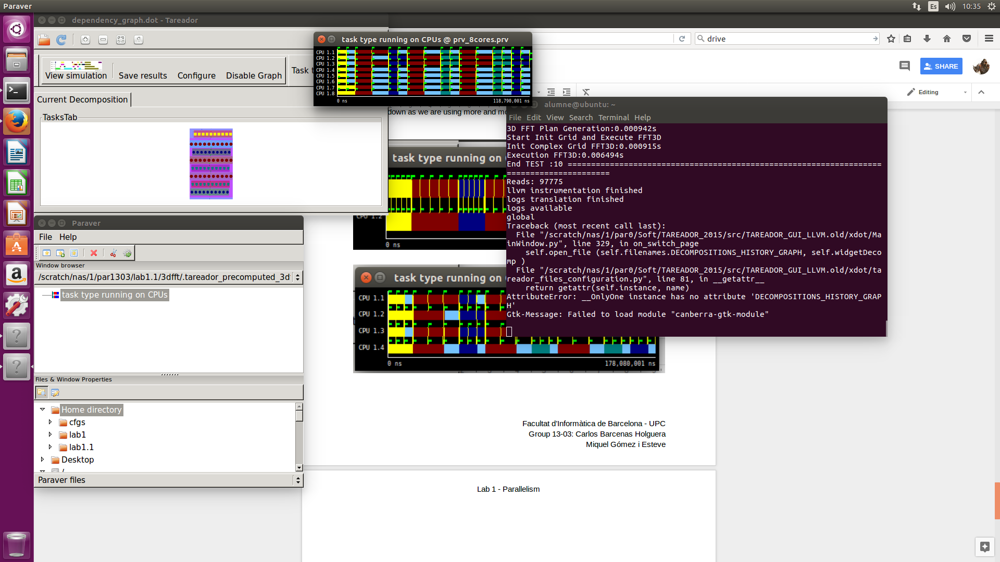 Paraver
Es
10:35
dependency_graph.dot - Tareador
View simulation
Save results
Configure
Disable Graph
Task t
Current Decomposition
TasksTab
task type running on CPUs @ prv_8cores.prv
CPU 1.1
CPU 1.2
CPU 1.3
CPU 1.4
CPU 1.5
CPU 1.6
CPU 1.7
CPU 1.8
0 ns
118,790,001 ns
drive
SHARE
Editing
down as we are using more and mo
task type running on
CPU 1.2
0 ns
task type running on
CPU 1.1
CPU 1.2
CPU 1.3
CPU 1.4
0 ns
178,080,001 ns
alumne@ubuntu: ~
File Edit View Search Terminal Help
3D FFT Plan Generation:0.000942s
Start Init Grid and Execute FFT3D
Init Complex Grid FFT3D:0.000915s
Execution FFT3D:0.006494s
End TEST :10 ===================================================================
======================
Reads: 97775
llvm instrumentation finished
logs translation finished
logs available
global
Traceback (most recent call last):
  File "/scratch/nas/1/par0/Soft/TAREADOR_2015/src/TAREADOR_GUI_LLVM.old/xdot/Ma
inWindow.py", line 329, in on_switch_page
    self.open_file (self.filenames.DECOMPOSITIONS_HISTORY_GRAPH, self.widgetDeco
mp )
  File "/scratch/nas/1/par0/Soft/TAREADOR_2015/src/TAREADOR_GUI_LLVM.old/xdot/ta
reador_files_configuration.py", line 81, in __getattr__
    return getattr(self.instance, name)
AttributeError: __OnlyOne instance has no attribute 'DECOMPOSITIONS_HISTORY_GRAP
H'
Gtk-Message: Failed to load module "canberra-gtk-module"
Paraver
File Help
Window browser
/scratch/nas/1/par1303/lab1.1/3dfft/.tareador_precomputed_3d
task type running on CPUs
Files & Window Properties
Home directory
cfgs
lab1
lab1.1
Desktop
/
Paraver files
Facultat d'Informàtica de Barcelona - UPC
Group 13-03: Carlos Barcenas Holguera
Miquel Gómez i Esteve
Lab 1 - Parallelism